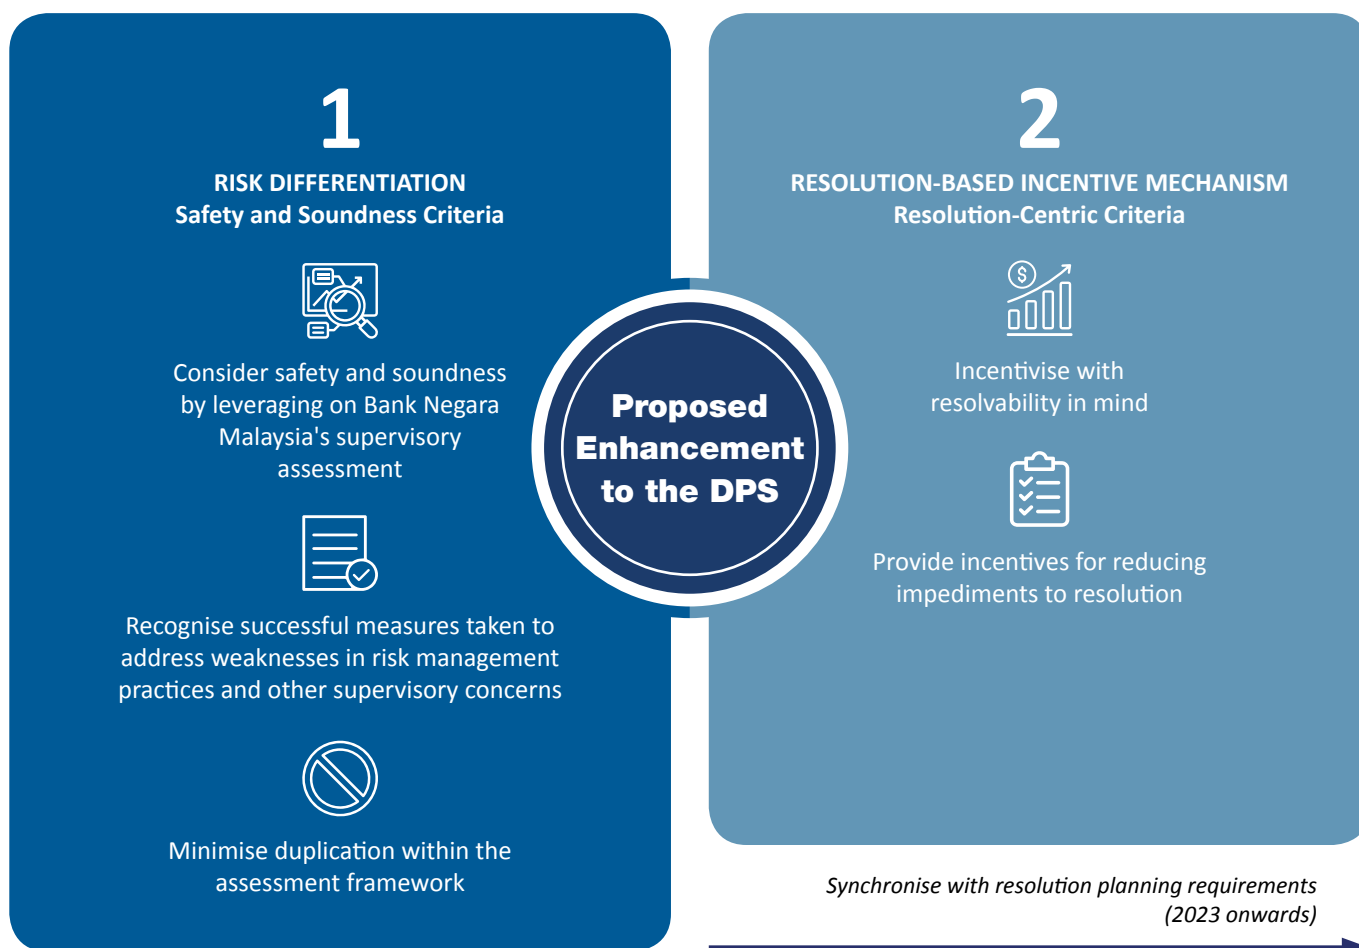 1
RISK DIFFERENTIATION
Safety and Soundness Criteria
Consider safety and soundness
by leveraging on Bank Negara
Malaysia's supervisory
assessment
Recognise successful measures taken to
address weaknesses in risk management
practices and other supervisory concerns
Minimise duplication within the
assessment framework
Proposed
Enhancement
to the DPS
2
RESOLUTION-BASED INCENTIVE MECHANISM
Resolution-Centric Criteria
$
Incentivise with
resolvability in mind
Provide incentives for reducing
impediments to resolution
Synchronise with resolution planning requirements
(2023 onwards)